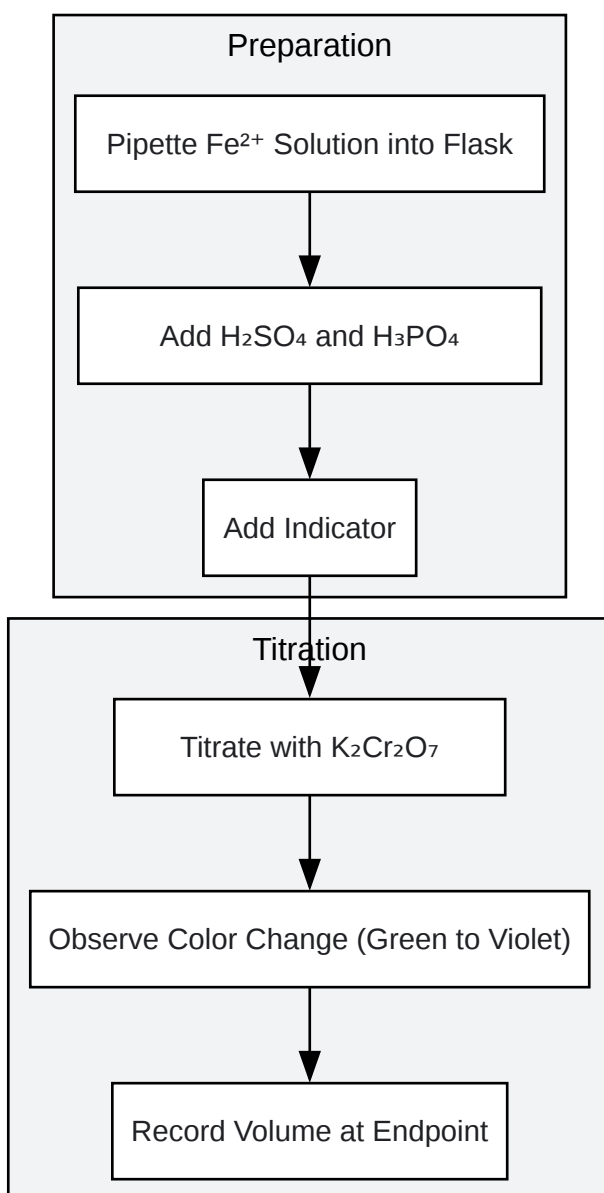 Preparation
Pipette Fe²⁺ Solution into Flask
Add H₂SO₄ and H₃PO₄
Add Indicator
Titration
Titrate with K₂Cr₂O₇
Observe Color Change (Green to Violet)
Record Volume at Endpoint